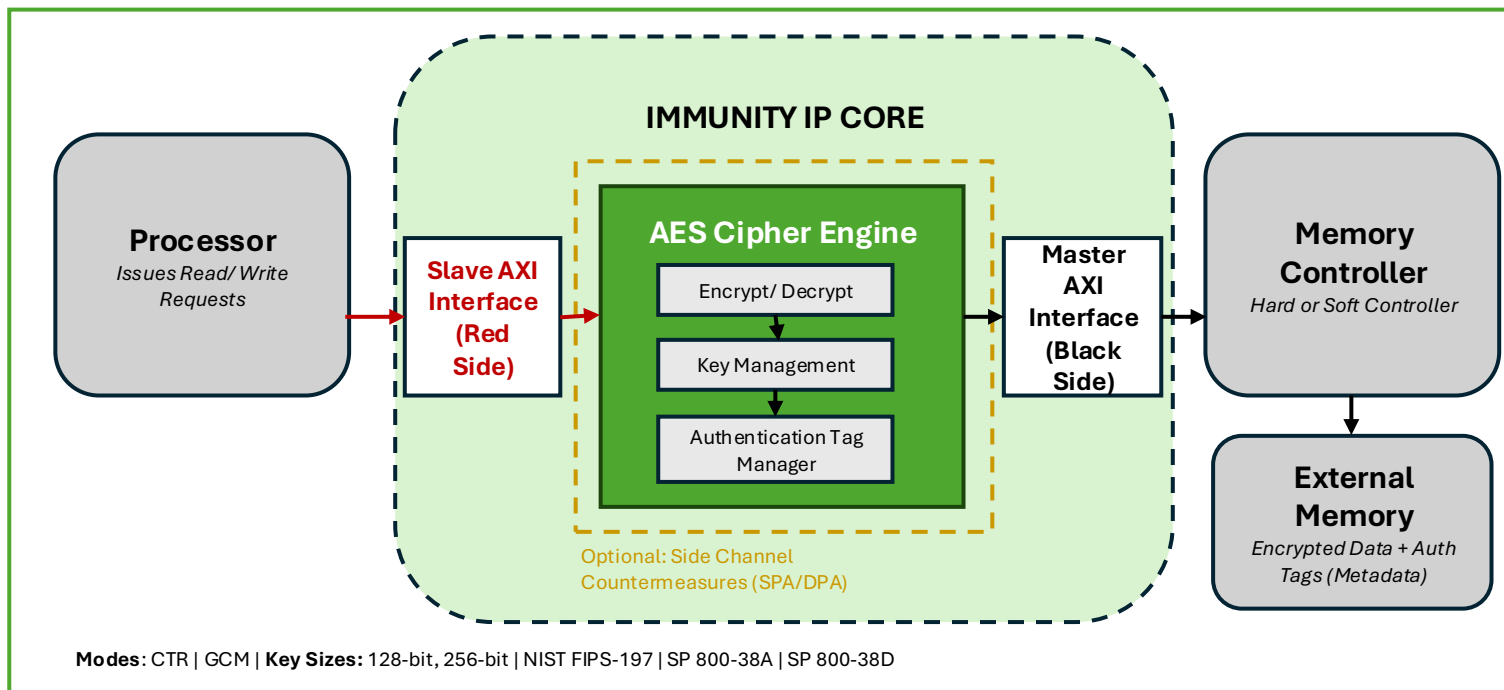 IMMUNITY IP CORE
Processor
Issues Read/ Write
Requests
Slave AXI
Interface
(Red
Side)
AES Cipher Engine
Encrypt/ Decrypt
Key Management
Authentication Tag
Manager
Optional: Side Channel
Countermeasures (SPA/DPA)
Master
AXI
Interface
(Black
Side)
Memory
Controller
Hard or Soft Controller
External
Memory
Encrypted Data + Auth
Tags (Metadata)
Modes: CTR | GCM | Key Sizes: 128-bit, 256-bit | NIST FIPS-197 | SP 800-38A | SP 800-38D